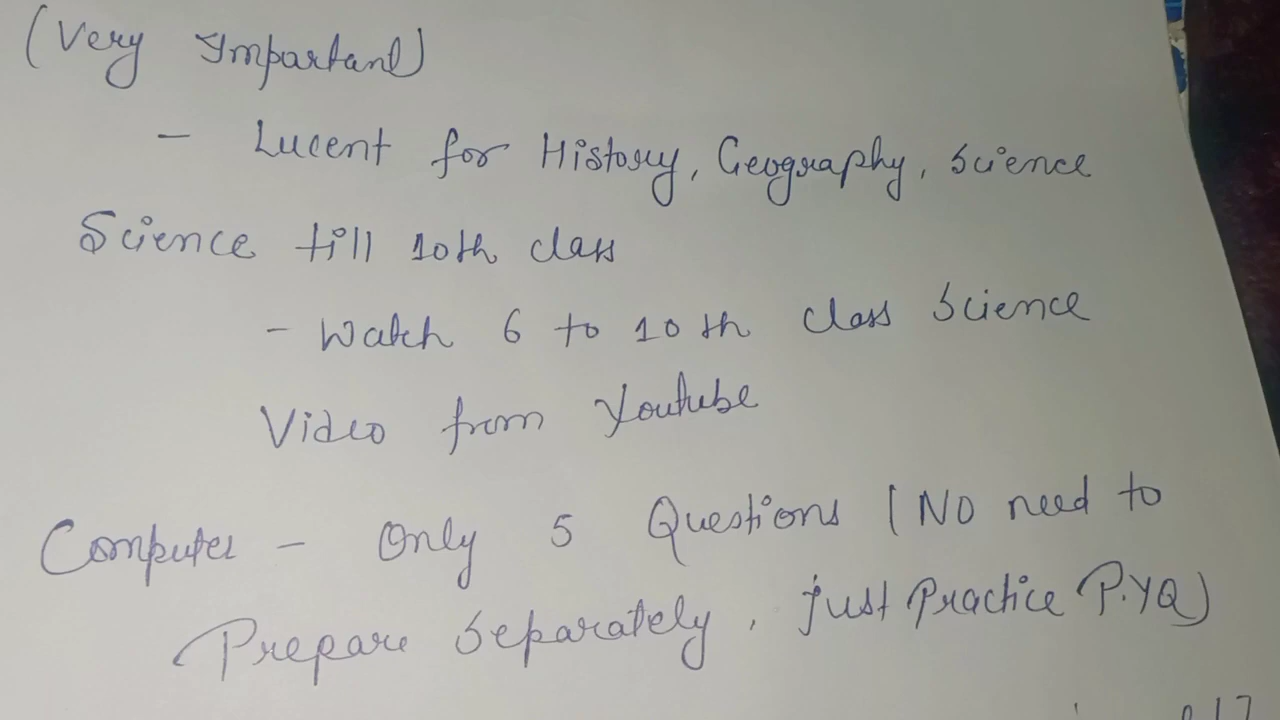 (Very Important)
- Lucent for History, Geography, Science
Science till 10th class
- Watch 6 to 10th class Science
Video from Youtube
Computer - Only 5 Questions (No need to
Prepare Separately, just Practice P.YQ)